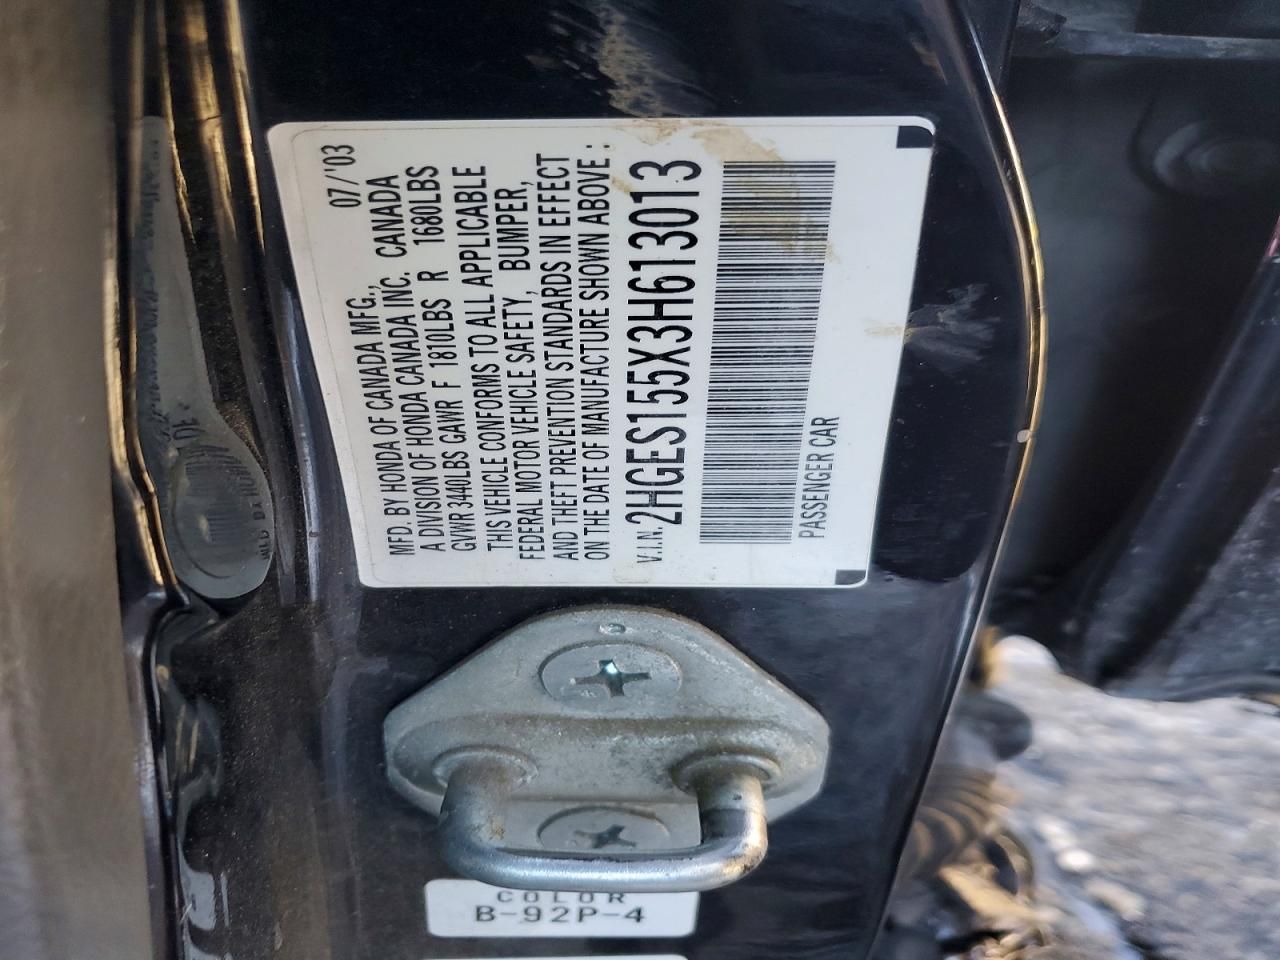 MFD. BY HONDA OF CANADA MFG., 07/'03
A DIVISION OF HONDA CANADA INC. CANADA
GVWR 3440LBS GAWR F 1810LBS R 1680LBS
THIS VEHICLE CONFORMS TO ALL APPLICABLE
FEDERAL MOTOR VEHICLE SAFETY, BUMPER,
AND THEFT PREVENTION STANDARDS IN EFFECT
ON THE DATE OF MANUFACTURE SHOWN ABOVE:
V.I.N. 2HGES155X3H613013
PASSENGER CAR
COLOR
B-92P-4